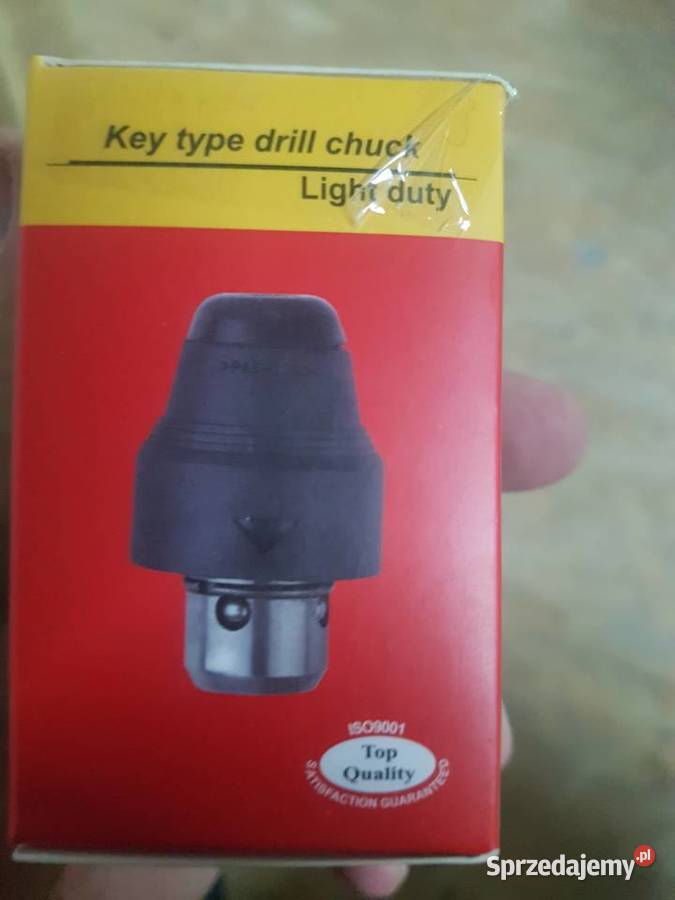 Key type drill chuck
Light duty
ISO9001
Top
Quality
SATISFACTION GUARANTEED
Sprzedajemy.pl